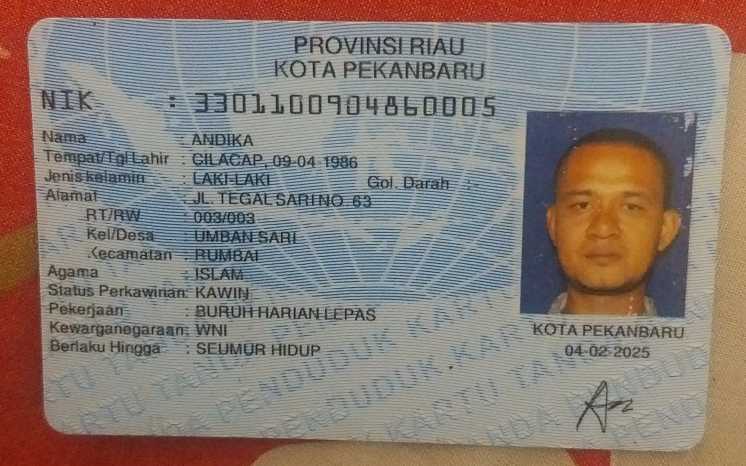 PROVINSI RIAU
KOTA PEKANBARU
NIK : 3301100904860005
Nama : ANDIKA
Tempat/Tgl Lahir : CILACAP, 09-04 1986
Jenis kelamin : LAKI-LAKI Gol. Darah :-
Alamat : JL. TEGAL SARI NO. 63
RT/RW : 003/003
Kel/Desa : UMBAN SARI
Kecamatan : RUMBAI
Agama : ISLAM
Status Perkawinan: KAWIN
Pekerjaan : BURUH HARIAN LEPAS
Kewarganegaraan: WNI
Berlaku Hingga : SEUMUR HIDUP
KOTA PEKANBARU
04-02-2025
KARTU TANDA PENDUDUK KARTU TANDA PENDUDUK